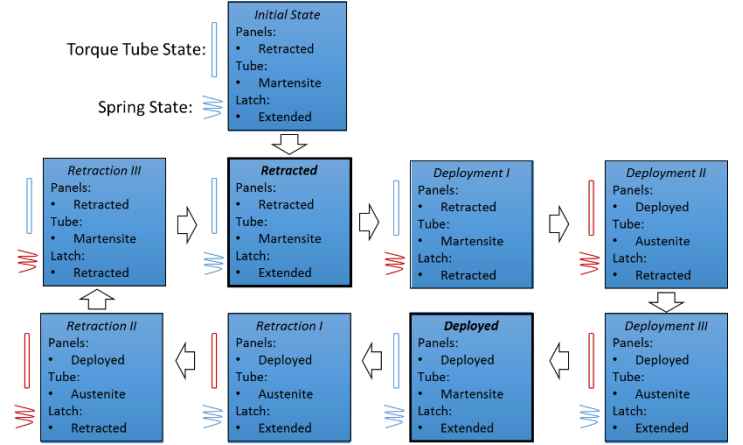 Initial State
Panels:
• Retracted
Torque Tube State:
Tube:
• Martensite
Spring State:
Latch:
• Extended
Retraction III
Panels:
• Retracted
Tube:
• Martensite
Latch:
• Retracted
Retracted
Panels:
• Retracted
Tube:
• Martensite
Latch:
• Extended
Deployment I
Panels:
• Retracted
Tube:
• Martensite
Latch:
• Retracted
Deployment II
Panels:
• Deployed
Tube:
• Austenite
Latch:
• Retracted
Retraction II
Panels:
• Deployed
Tube:
• Austenite
Latch:
• Retracted
Retraction I
Panels:
• Deployed
Tube:
• Austenite
Latch:
• Extended
Deployed
Panels:
• Deployed
Tube:
• Martensite
Latch:
• Extended
Deployment III
Panels:
• Deployed
Tube:
• Austenite
Latch:
• Extended